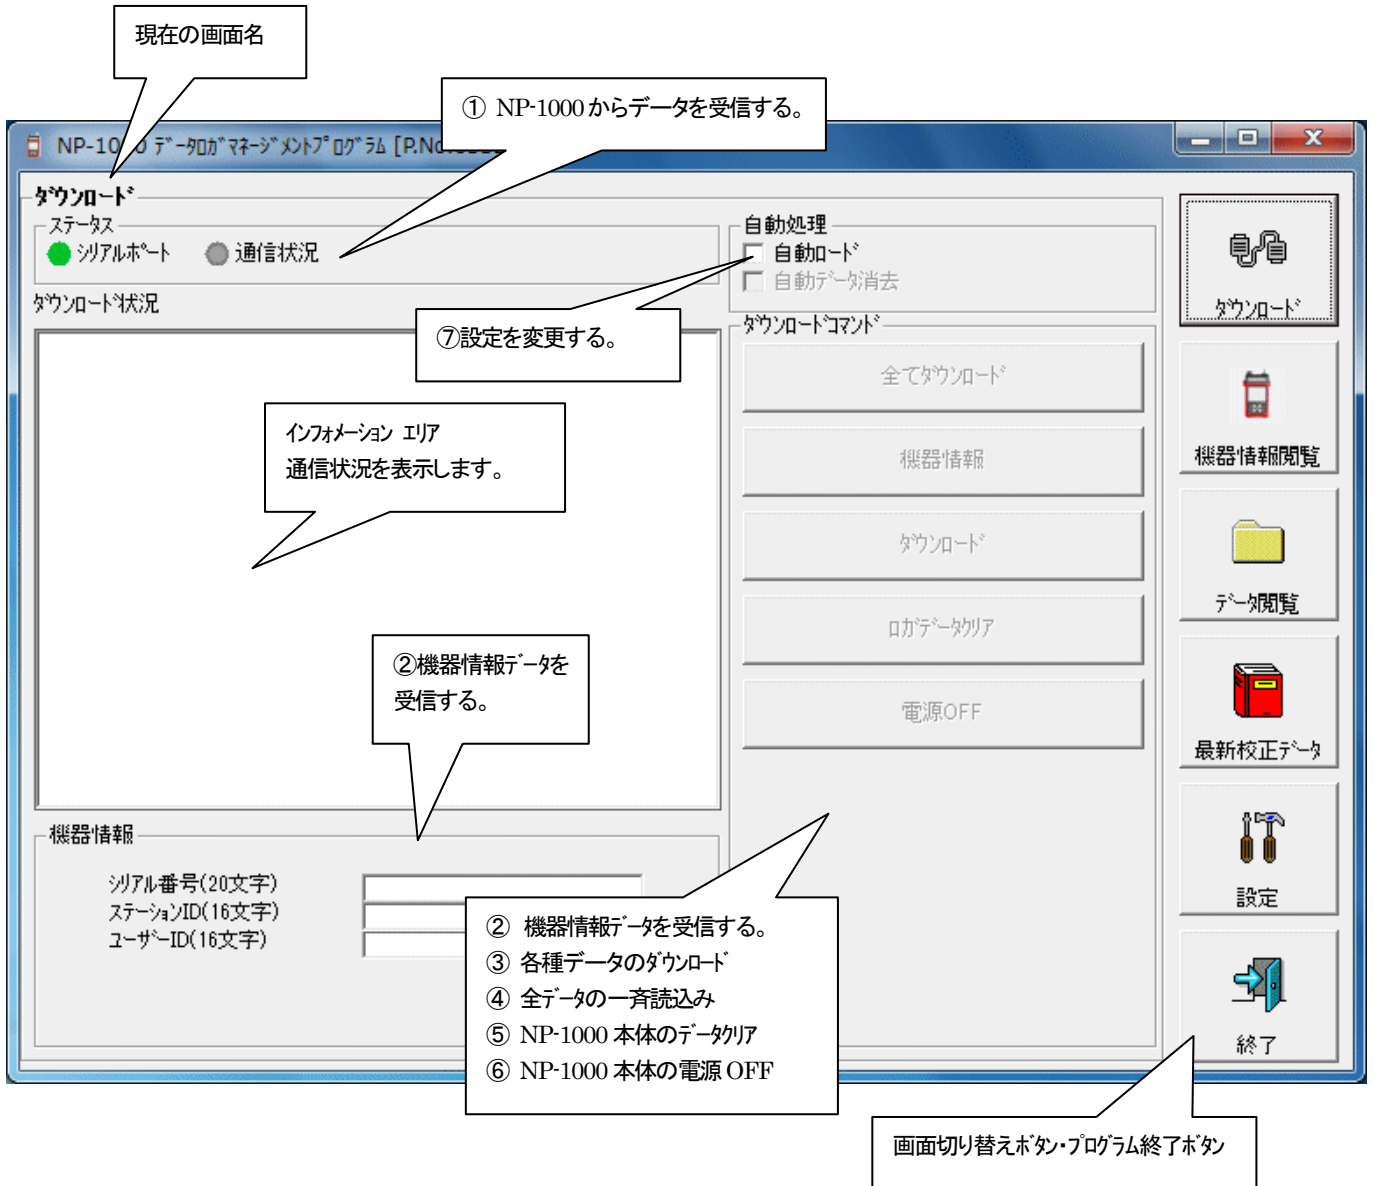 現在の画面名
① NP-1000からデータを受信する。
NP-10 0 ﾃﾞｰﾀﾛｶﾞﾏﾈｰｼﾞﾒﾝﾄﾌﾟﾛｸﾞﾗﾑ [P.No.
ﾀﾞｳﾝﾛｰﾄﾞ
ｽﾃｰﾀｽ
ｼﾘｱﾙﾎﾟｰﾄ 通信状況
自動処理
自動ﾛｰﾄﾞ
自動ﾃﾞｰﾀ消去
ﾀﾞｳﾝﾛｰﾄﾞ状況
⑦設定を変更する。
ﾀﾞｳﾝﾛｰﾄﾞｺﾏﾝﾄﾞ
全てﾀﾞｳﾝﾛｰﾄﾞ
機器情報
ﾀﾞｳﾝﾛｰﾄﾞ
ﾛｶﾞﾃﾞｰﾀｸﾘｱ
電源OFF
ｲﾝﾌｫﾒｰｼｮﾝ ｴﾘｱ
通信状況を表示します。
②機器情報ﾃﾞｰﾀを
受信する。
機器情報
ｼﾘｱﾙ番号(20文字)
ｽﾃｰｼｮﾝID(16文字)
ﾕｰｻﾞｰID(16文字)
② 機器情報ﾃﾞｰﾀを受信する。
③ 各種データのﾀﾞｳﾝﾛｰﾄﾞ
④ 全ﾃﾞｰﾀの一斉読込み
⑤ NP-1000 本体のﾃﾞｰﾀｸﾘｱ
⑥ NP-1000 本体の電源 OFF
ﾀﾞｳﾝﾛｰﾄﾞ
機器情報閲覧
ﾃﾞｰﾀ閲覧
最新校正ﾃﾞｰﾀ
設定
終了
画面切り替えﾎﾞﾀﾝ・ﾌﾟﾛｸﾞﾗﾑ終了ﾎﾞﾀﾝ